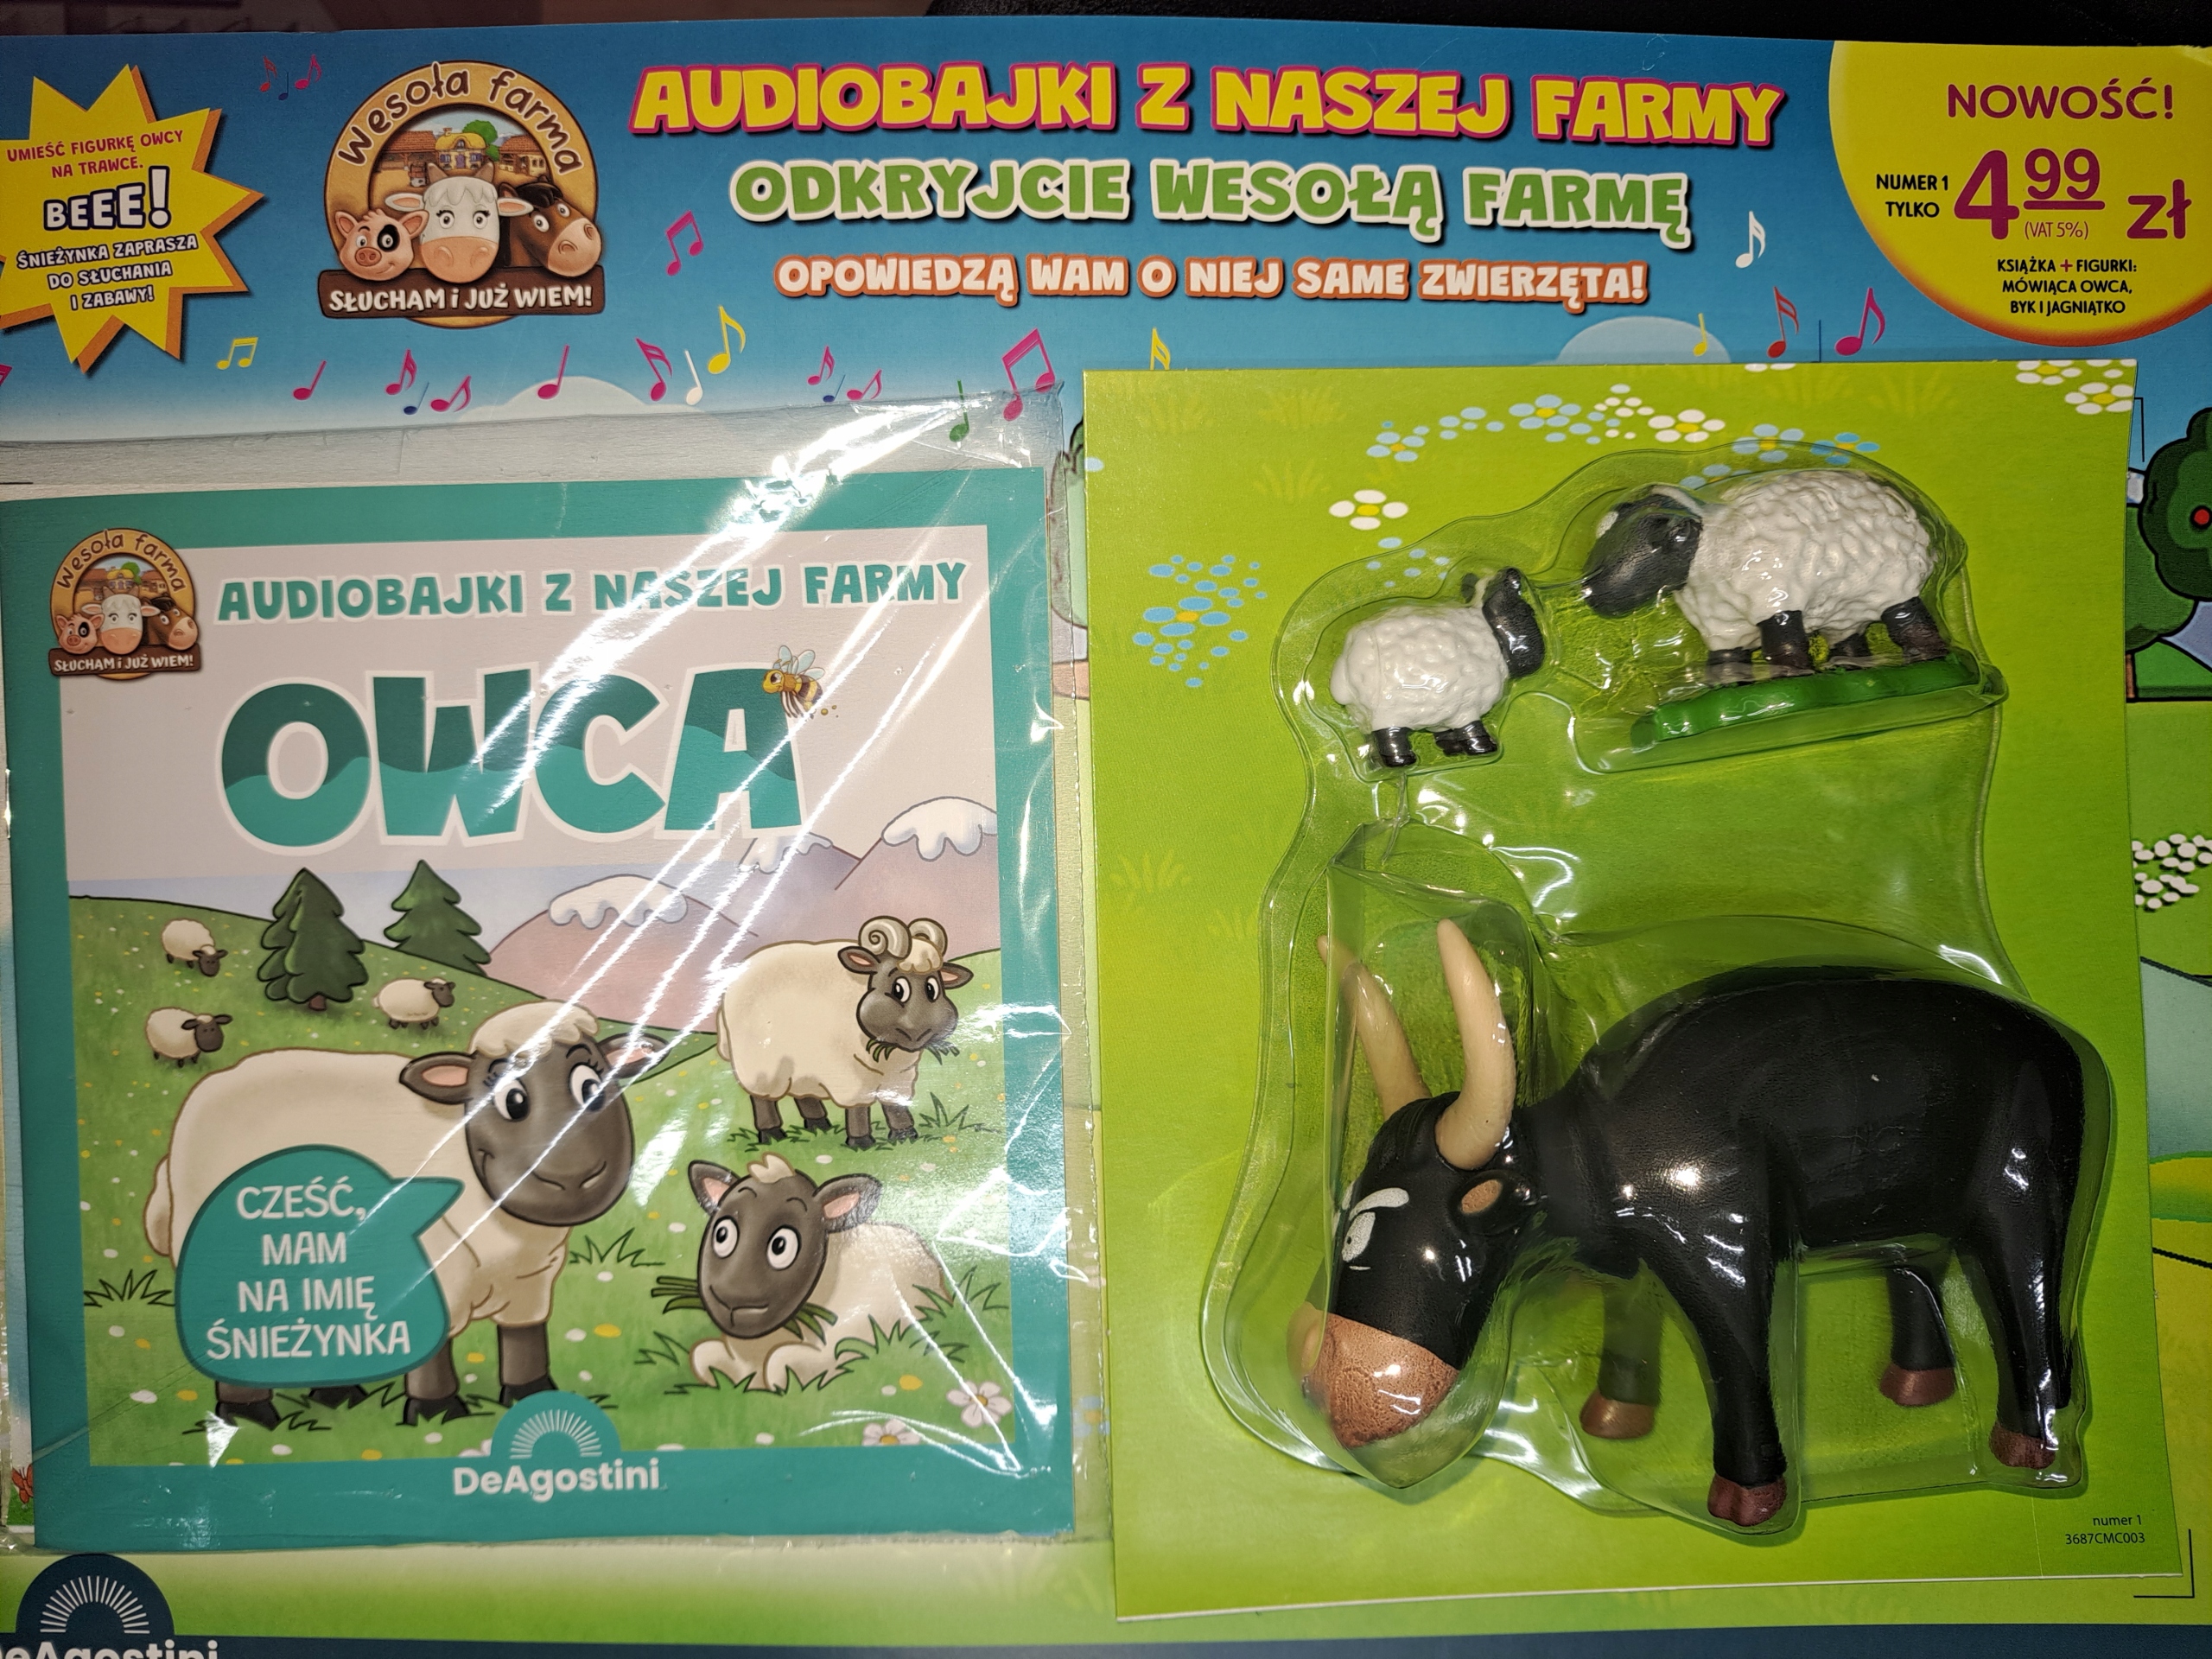 UMIEŚĆ FIGURKĘ OWCY
NA TRAWCE.
BEEE!
ŚNIEŻYNKA ZAPRASZA
DO SŁUCHANIA
I ZABAWY!
Wesoła farma
SŁUCHAM i JUŻ WIEM!
AUDIOBAJKI Z NASZEJ FARMY
ODKRYJCIE WESOŁĄ FARMĘ
OPOWIEDZĄ WAM O NIEJ SAME ZWIERZĘTA!
NOWOŚĆ!
NUMER 1
TYLKO
4 99 zł
(VAT 5%)
KSIĄŻKA + FIGURKI:
MÓWIĄCA OWCA,
BYK I JAGNIĄTKO
Wesoła farma
SŁUCHAM i JUŻ WIEM!
AUDIOBAJKI Z NASZEJ FARMY
OWCA
CZEŚĆ,
MAM
NA IMIĘ
ŚNIEŻYNKA
DeAgostini
numer 1
3687CMC003
DeAgostini